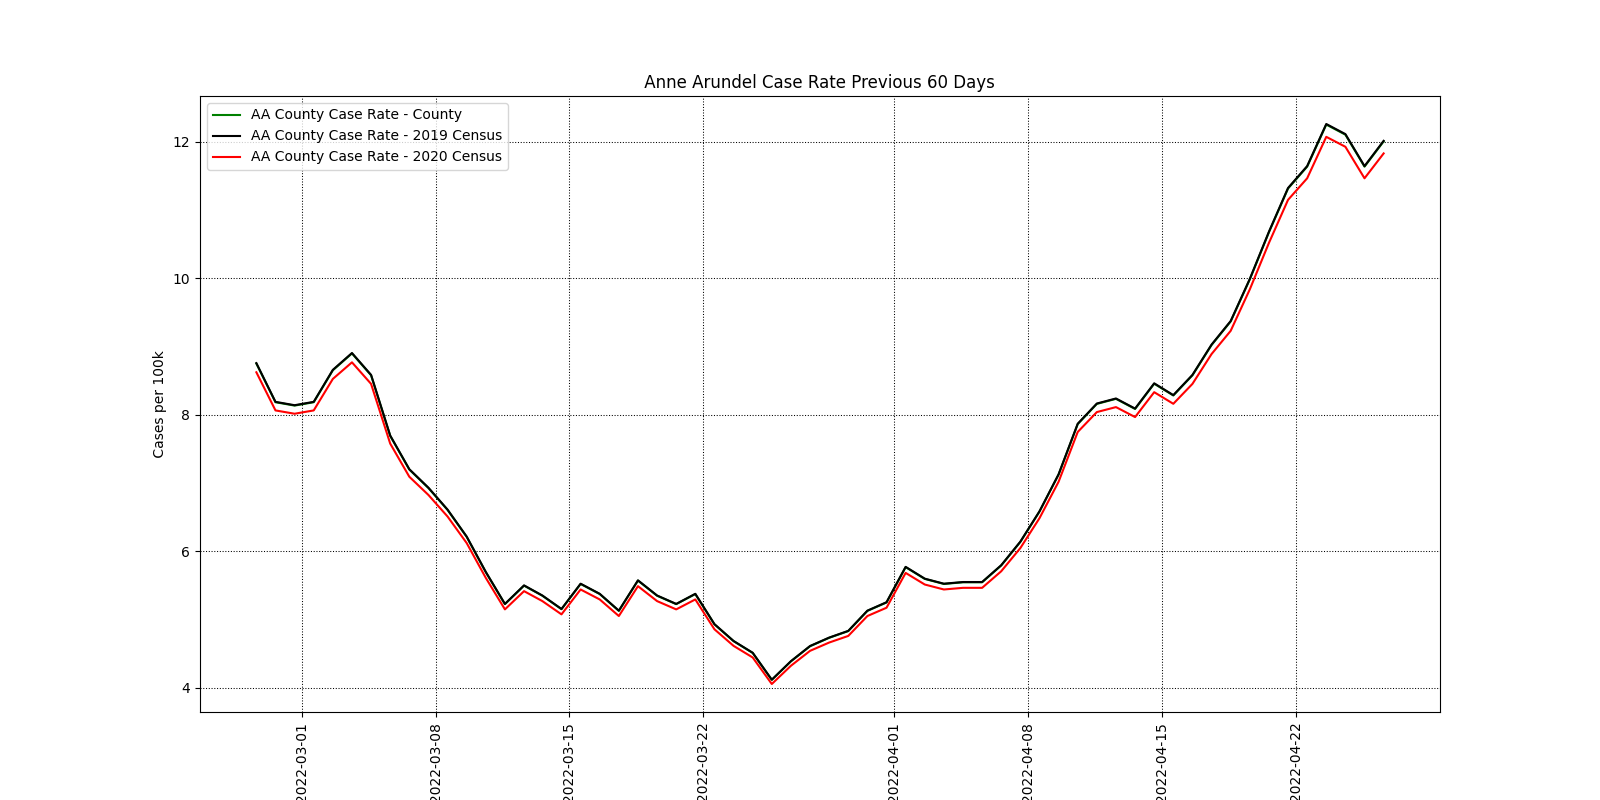 Anne Arundel Case Rate Previous 60 Days
AA County Case Rate - County
AA County Case Rate - 2019 Census
AA County Case Rate - 2020 Census
Cases per 100k
12
10
8
6
4
2022-03-01
2022-03-08
2022-03-15
2022-03-22
2022-04-01
2022-04-08
2022-04-15
2022-04-22